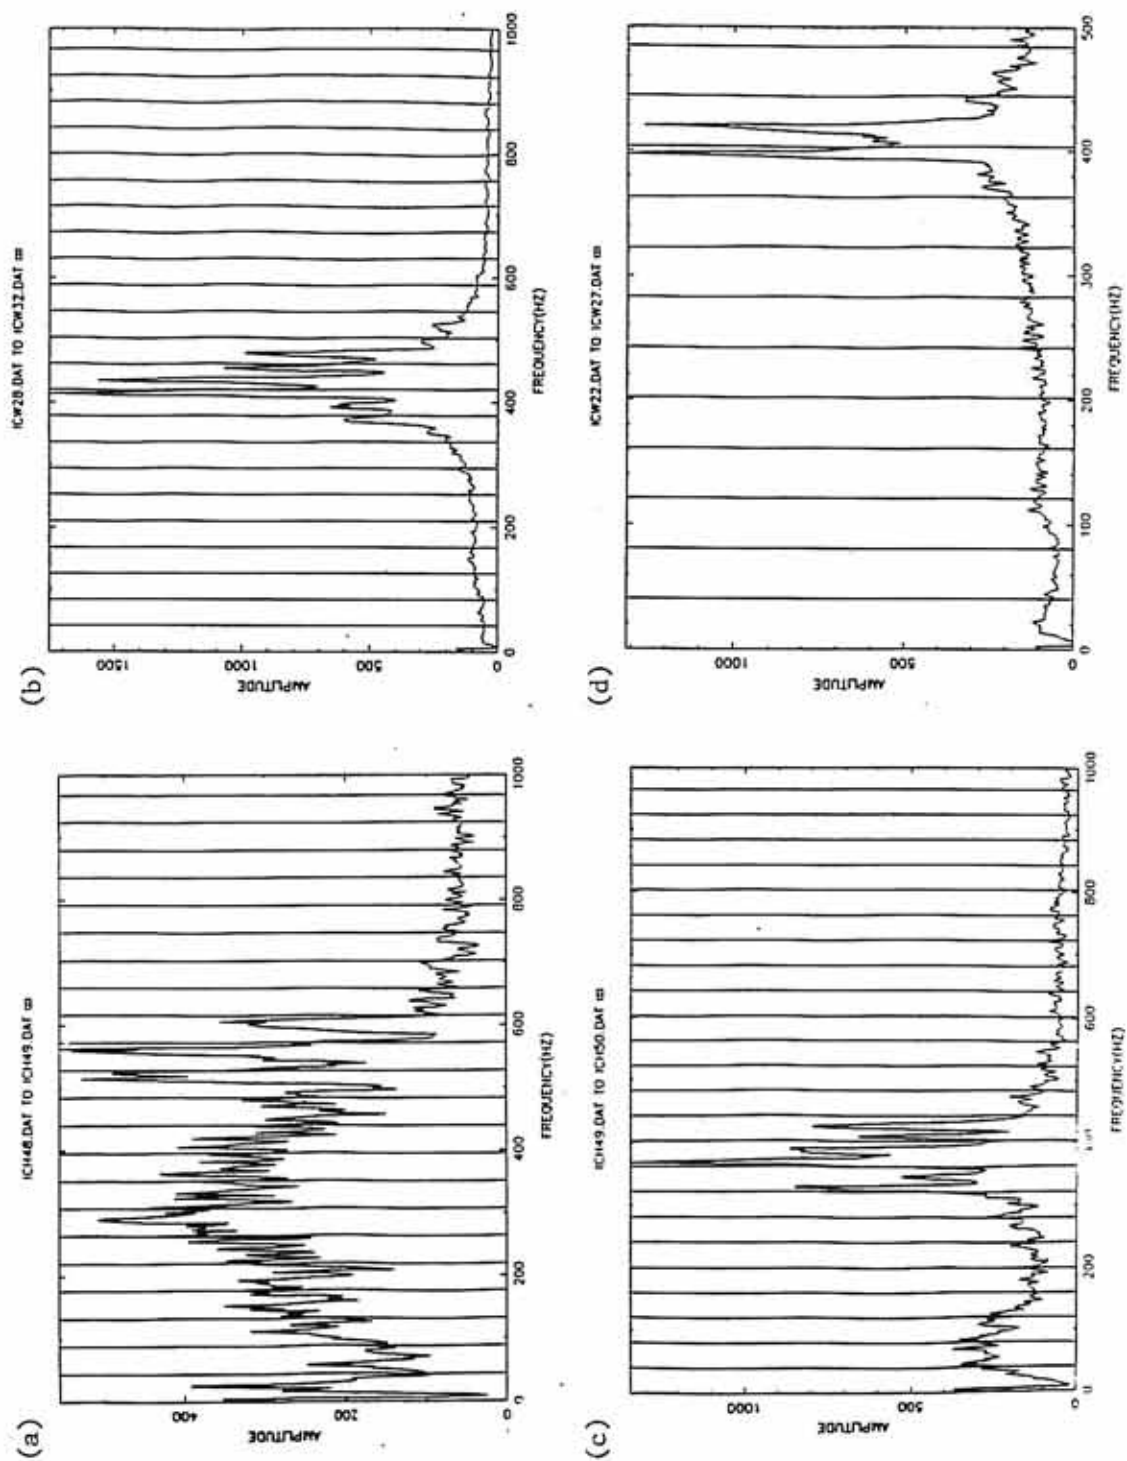 (a)
ICH48.DAT TO ICH49.DAT
AMPLITUDE
400
200
0
0
200
400
600
800
1000
FREQUENCY(HZ)
(b)
ICW28.DAT TO ICW32.DAT
AMPLITUDE
1500
1000
500
0
0
200
400
600
800
1000
FREQUENCY(HZ)
(c)
ICH49.DAT TO ICH50.DAT
AMPLITUDE
1000
500
0
0
200
600
800
1000
FREQUENCY(HZ)
(d)
ICW22.DAT TO ICW27.DAT
AMPLITUDE
1000
500
0
0
100
200
300
400
500
FREQUENCY(HZ)